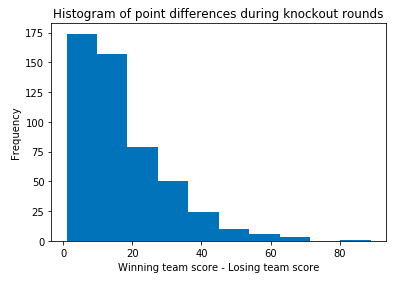 Histogram of point differences during knockout rounds
175
150
125
100
75
50
25
0
Frequency
0 20 40 60 80
Winning team score - Losing team score